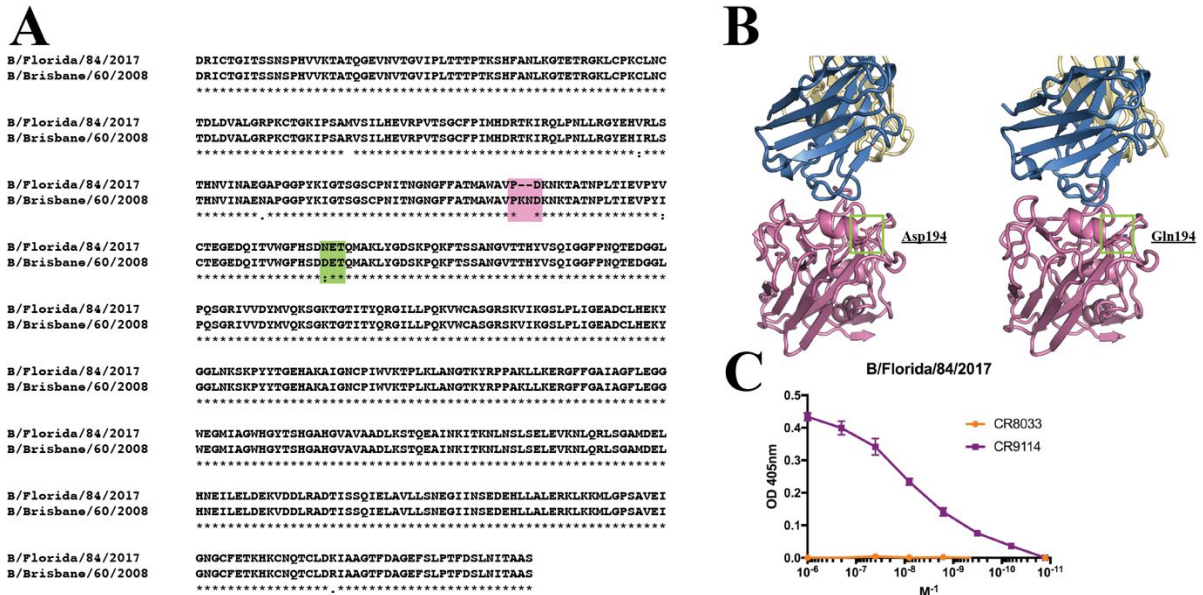 A
B/Florida/84/2017 DRICTGITSSNSPHVVKTATQGEVNVTGVIPLTTTPTKSHFANLKGTETRGKLCPKCLNC
B/Brisbane/60/2008 DRICTGITSSNSPHVVKTATQGEVNVTGVIPLTTTPTKSHFANLKGTETRGKLCPKCLNC
************************************************************
B/Florida/84/2017 TDLDVALGRPKCTGKIPSAMVSILHEVRPVTSGCFPIMHDRTKIRQLPNLLRGYEHVRLS
B/Brisbane/60/2008 TDLDVALGRPKCTGKIPSARVSILHEVRPVTSGCFPIMHDRTKIRQLPNLLRGYEHIRLS
******************* ************************************:***
B/Florida/84/2017 THNVINAEGAPGGPYKIGTSGSCPNITNGNGFFATMAWAVP--DKNKTATNPLTIEVPYV
B/Brisbane/60/2008 THNVINAENAPGGPYKIGTSGSCPNITNGNGFFATMAWAVPKNDKNKTATNPLTIEVPYI
********.******************************** ****************:
B/Florida/84/2017 CTEGEDQITVWGFHSDNETQMAKLYGDSKPQKFTSSANGVTTHYVSQIGGFPNQTEDGGL
B/Brisbane/60/2008 CTEGEDQITVWGFHSDDETQMAKLYGDSKPQKFTSSANGVTTHYVSQIGGFPNQTEDGGL
****************:*******************************************
B/Florida/84/2017 PQSGRIVVDYMVQKSGKTGTITYQRGILLPQKVWCASGRSKVIKGSLPLIGEADCLHEKY
B/Brisbane/60/2008 PQSGRIVVDYMVQKSGKTGTITYQRGILLPQKVWCASGRSKVIKGSLPLIGEADCLHEKY
************************************************************
B/Florida/84/2017 GGLNKSKPYYTGEHAKAIGNCPIWVKTPLKLANGTKYRPPAKLLKERGFFGAIAGFLEGG
B/Brisbane/60/2008 GGLNKSKPYYTGEHAKAIGNCPIWVKTPLKLANGTKYRPPAKLLKERGFFGAIAGFLEGG
************************************************************
B/Florida/84/2017 WEGMIAGWHGYTSHGAHGVAVAADLKSTQEAINKITKNLNSLSELEVKNLQRLSGAMDEL
B/Brisbane/60/2008 WEGMIAGWHGYTSHGAHGVAVAADLKSTQEAINKITKNLNSLSELEVKNLQRLSGAMDEL
************************************************************
B/Florida/84/2017 HNEILELDEKVDDLRADTISSQIELAVLLSNEGIINSEDEHLLALERKLKKMLGPSAVEI
B/Brisbane/60/2008 HNEILELDEKVDDLRADTISSQIELAVLLSNEGIINSEDEHLLALERKLKKMLGPSAVEI
************************************************************
B/Florida/84/2017 GNGCFETKHKCNQTCLDKIAAGTFDAGEFSLPTFDSLNITAAS
B/Brisbane/60/2008 GNGCFETKHKCNQTCLDRIAAGTFDAGEFSLPTFDSLNITAAS
*****************.*************************
B
Asp194
Gln194
C
B/Florida/84/2017
OD 405nm
0.5
0.4
0.3
0.2
0.1
0.0
CR8033
CR9114
10-6 10-7 10-8 10-9 10-10 10-11
M-1